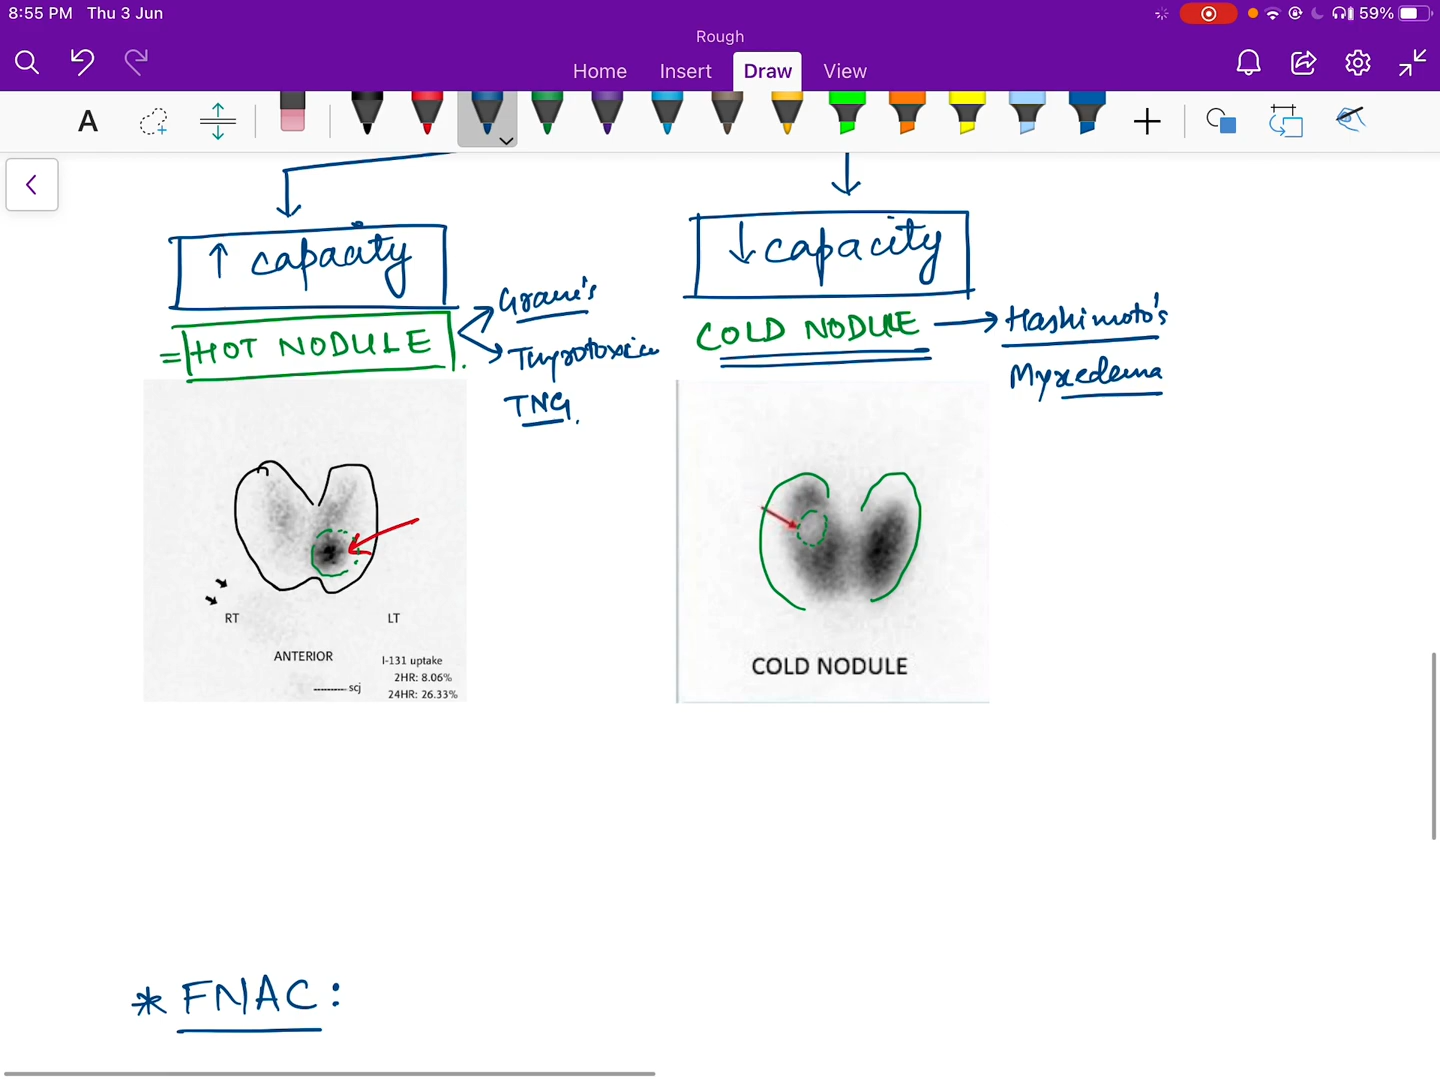 8:55 PM Thu 3 Jun
59%
Rough
Home Insert Draw View
A
↑ capacity
↓ capacity
= HOT NODULE.
Grave's
Thyrotoxic
TNG.
COLD NODULE → Hashimoto's
Myxedema
RT LT
ANTERIOR
I-131 uptake
2HR: 8.06%
scj
24HR: 26.33%
COLD NODULE
* FNAC: